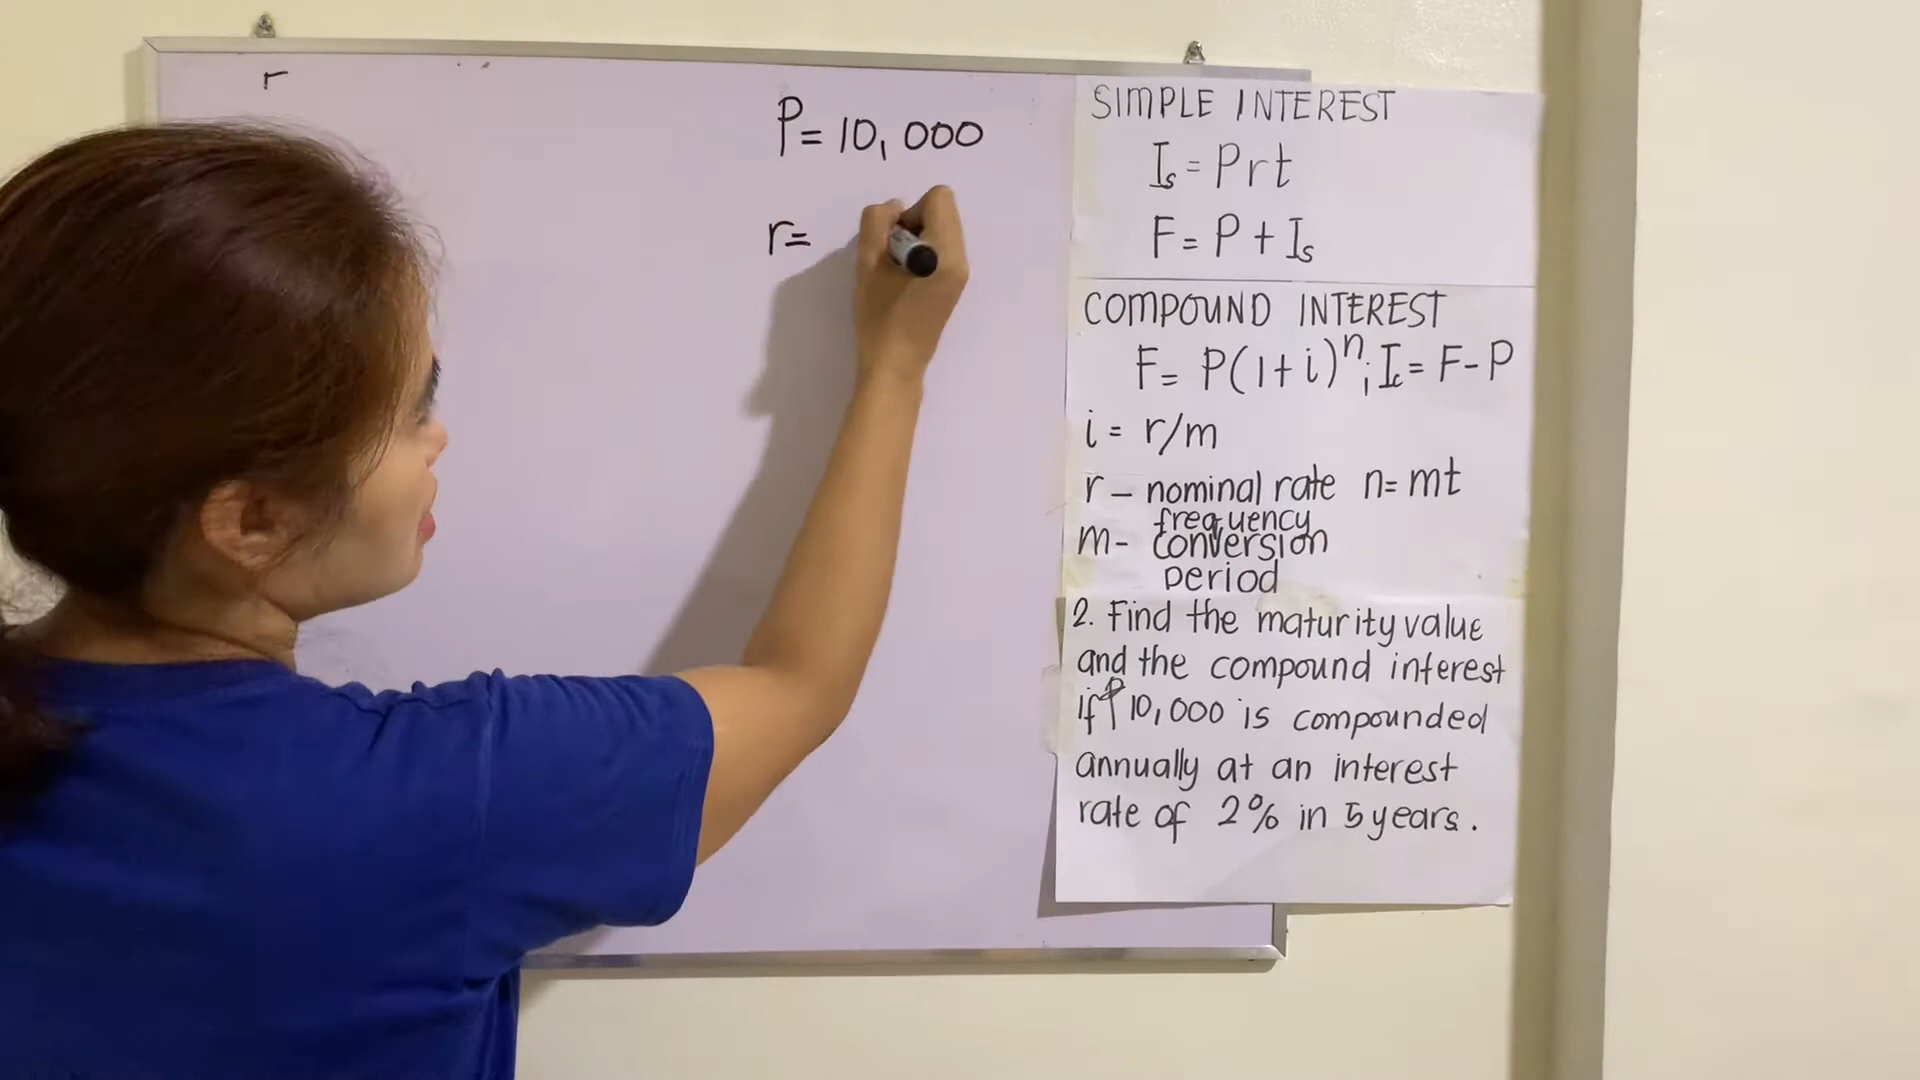 r
P = 10,000
r =
SIMPLE INTEREST
Is = Prt
F = P + Is
COMPOUND INTEREST
F = P(1+i)ⁿ; Ic = F - P
i = r/m
r – nominal rate n = mt
frequency
m - conversion
period
2. Find the maturity value
and the compound interest
if ₱10,000 is compounded
annually at an interest
rate of 2% in 5 years.